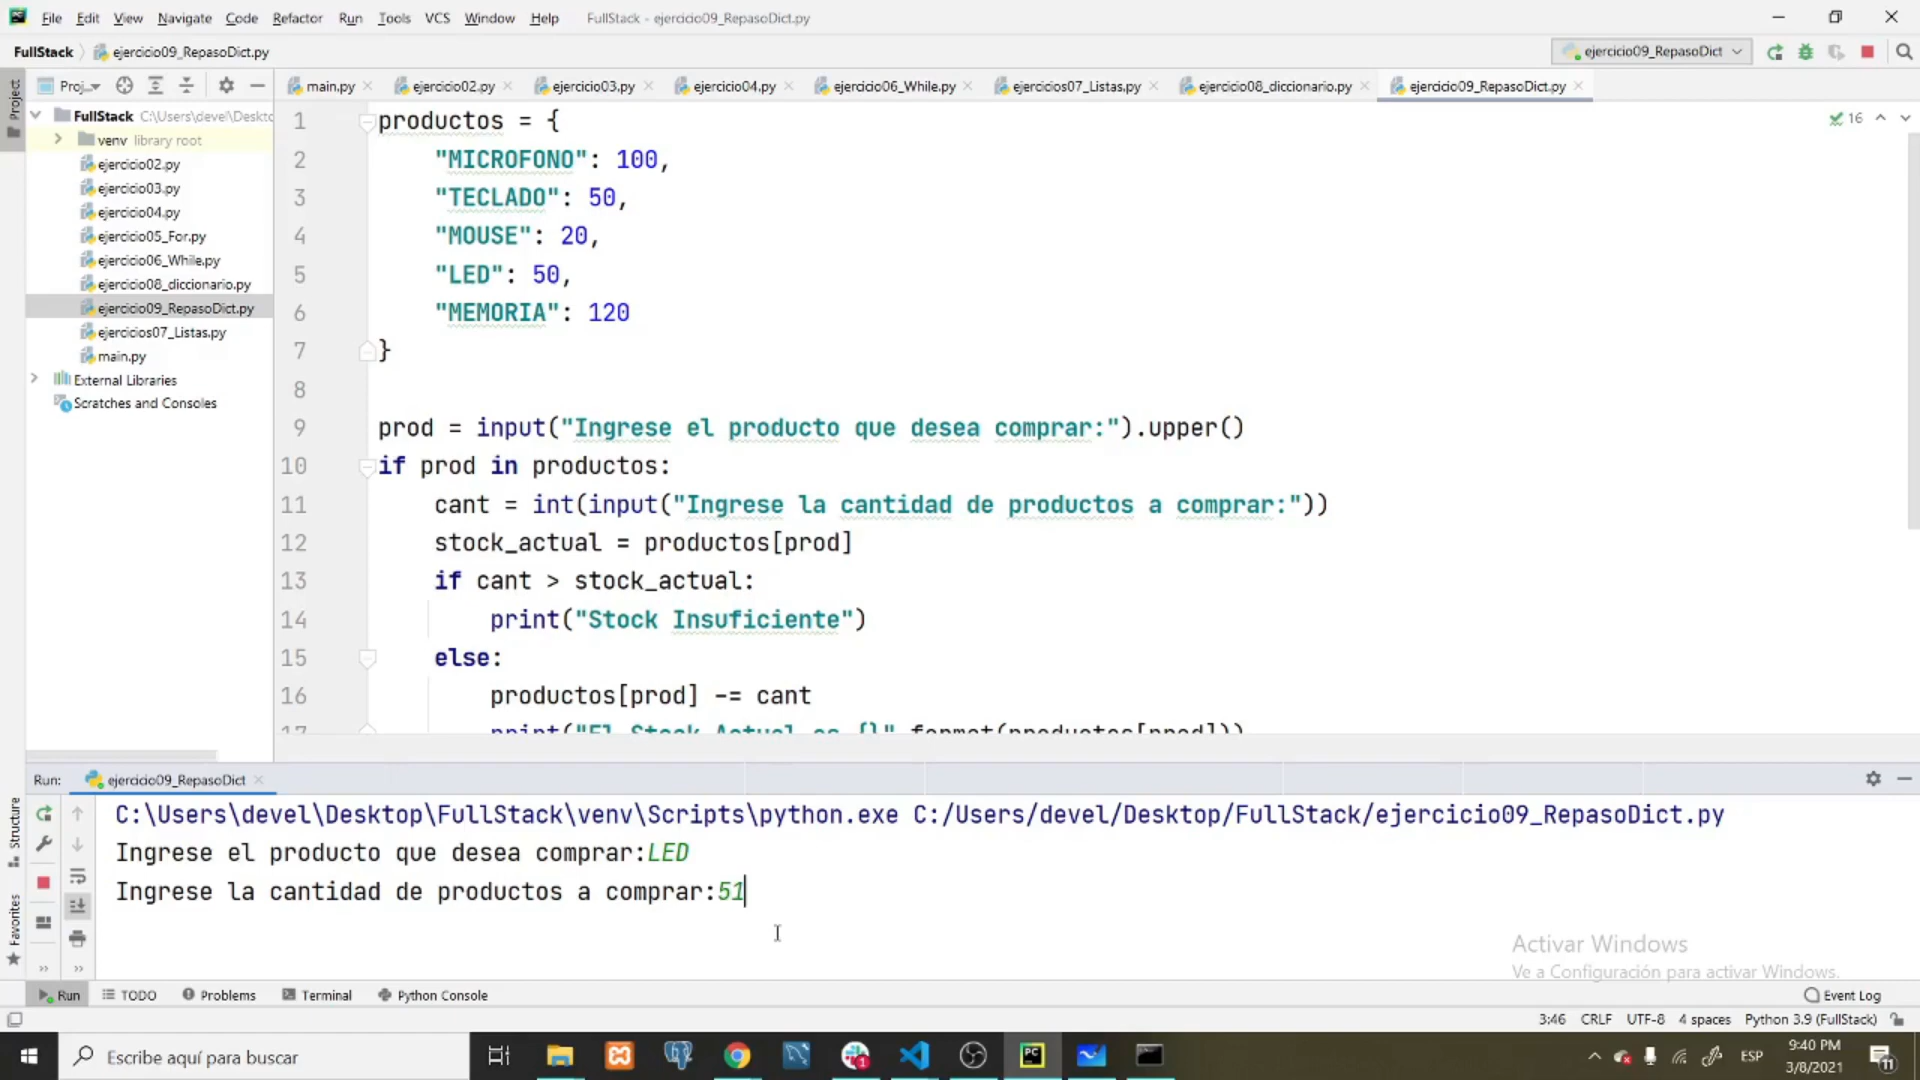 File Edit View Navigate Code Refactor Run Tools VCS Window Help FullStack - ejercicio09_RepasoDict.py
FullStack ejercicio09_RepasoDict.py ejercicio09_RepasoDict
Project Proj... main.py ejercicio02.py ejercicio03.py ejercicio04.py ejercicio06_While.py ejercicios07_Listas.py ejercicio08_diccionario.py ejercicio09_RepasoDict.py
FullStack C:\Users\devel\Deskto
venv library root
ejercicio02.py
ejercicio03.py
ejercicio04.py
ejercicio05_For.py
ejercicio06_While.py
ejercicio08_diccionario.py
ejercicio09_RepasoDict.py
ejercicios07_Listas.py
main.py
External Libraries
Scratches and Consoles
16
1 productos = {
2 "MICROFONO": 100,
3 "TECLADO": 50,
4 "MOUSE": 20,
5 "LED": 50,
6 "MEMORIA": 120
7 }
8
9 prod = input("Ingrese el producto que desea comprar:").upper()
10 if prod in productos:
11 cant = int(input("Ingrese la cantidad de productos a comprar:"))
12 stock_actual = productos[prod]
13 if cant > stock_actual:
14 print("Stock Insuficiente")
15 else:
16 productos[prod] -= cant
17 print("El Stock Actual es {}".format(productos[prod]))
Run: ejercicio09_RepasoDict
C:\Users\devel\Desktop\FullStack\venv\Scripts\python.exe C:/Users/devel/Desktop/FullStack/ejercicio09_RepasoDict.py
Ingrese el producto que desea comprar:LED
Ingrese la cantidad de productos a comprar:51
Structure
Favorites
Activar Windows
Ve a Configuración para activar Windows.
Run TODO Problems Terminal Python Console Event Log
3:46 CRLF UTF-8 4 spaces Python 3.9 (FullStack)
Escribe aquí para buscar
ESP
9:40 PM
3/8/2021
11